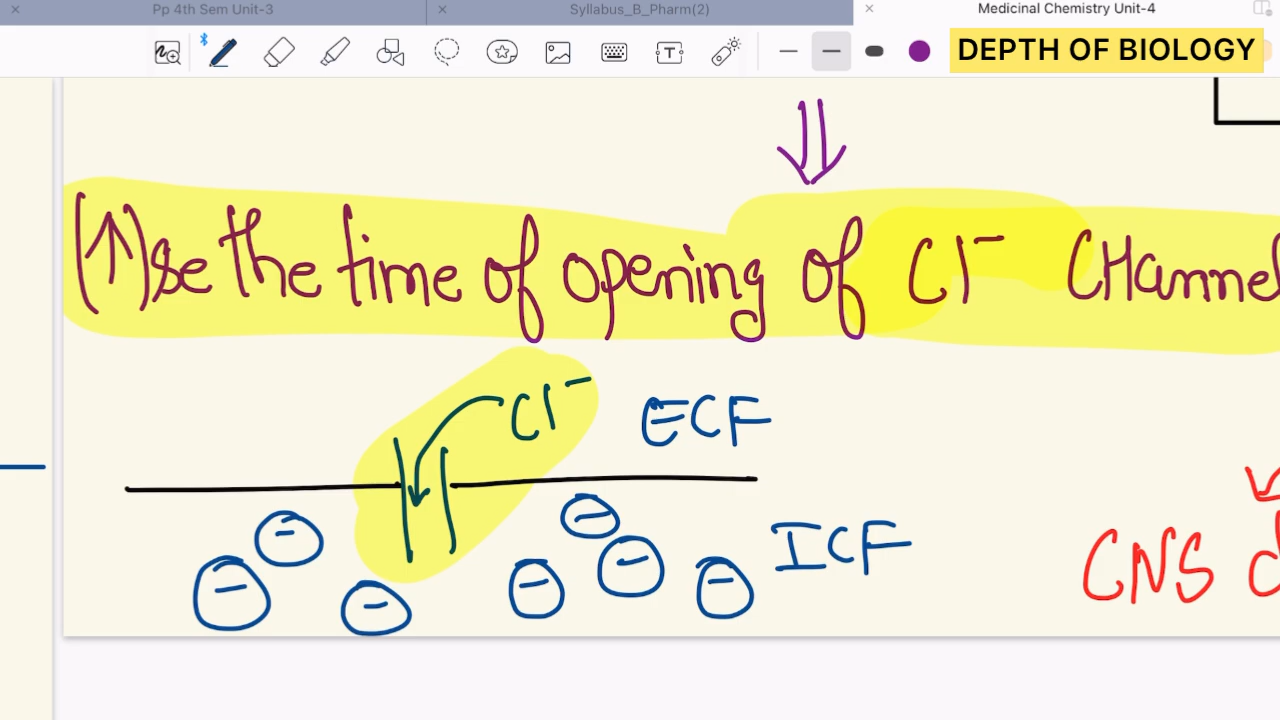 Pp 4th Sem Unit-3
Syllabus_B_Pharm(2)
Medicinal Chemistry Unit-4
DEPTH OF BIOLOGY
(↑)se the time of opening of Cl⁻ CHannel
Cl⁻
ECF
ICF
CNS d